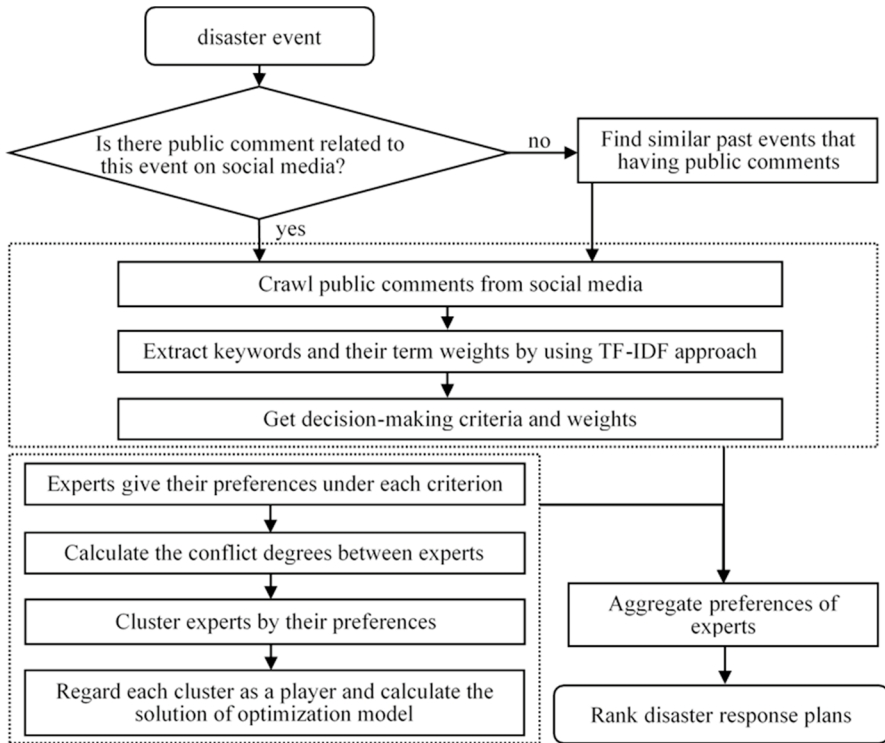 disaster event
Is there public comment related to
this event on social media?
no
Find similar past events that
having public comments
yes
Crawl public comments from social media
Extract keywords and their term weights by using TF-IDF approach
Get decision-making criteria and weights
Experts give their preferences under each criterion
Calculate the conflict degrees between experts
Cluster experts by their preferences
Regard each cluster as a player and calculate the
solution of optimization model
Aggregate preferences of
experts
Rank disaster response plans